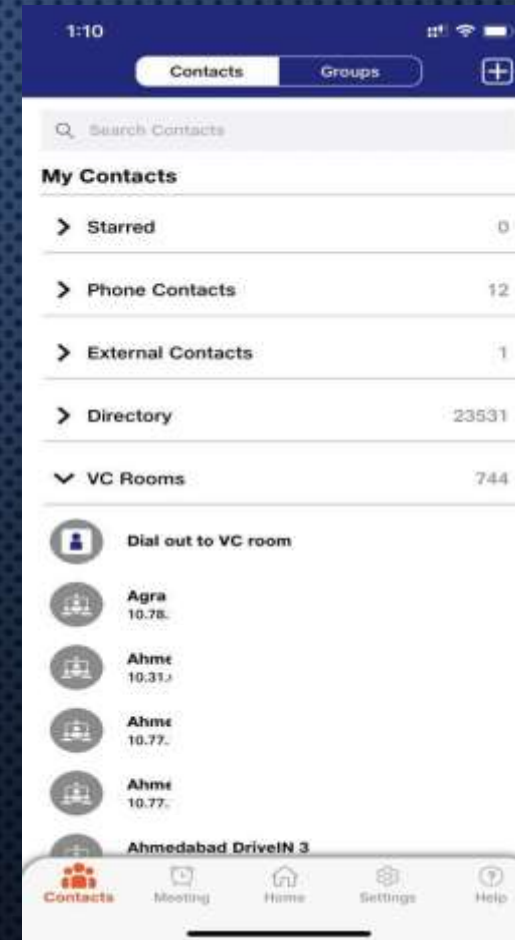 1:10
Contacts Groups
Search Contacts
My Contacts
Starred 0
Phone Contacts 12
External Contacts 1
Directory 23531
VC Rooms 744
Dial out to VC room
Agra
10.78.
Ahme
10.31.
Ahme
10.77.
Ahme
10.77.
Ahmedabad DriveIN 3
Contacts Meeting Home Settings Help